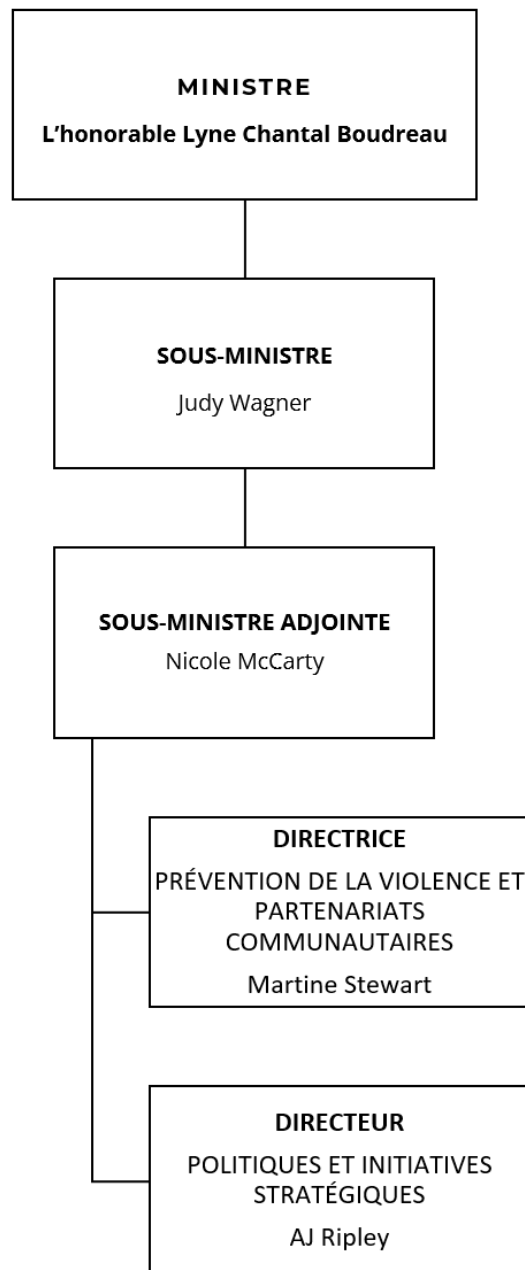 MINISTRE
L'honorable Lyne Chantal Boudreau
SOUS-MINISTRE
Judy Wagner
SOUS-MINISTRE ADJOINTE
Nicole McCarty
DIRECTRICE
PRÉVENTION DE LA VIOLENCE ET
PARTENARIATS
COMMUNAUTAIRES
Martine Stewart
DIRECTEUR
POLITIQUES ET INITIATIVES
STRATÉGIQUES
AJ Ripley